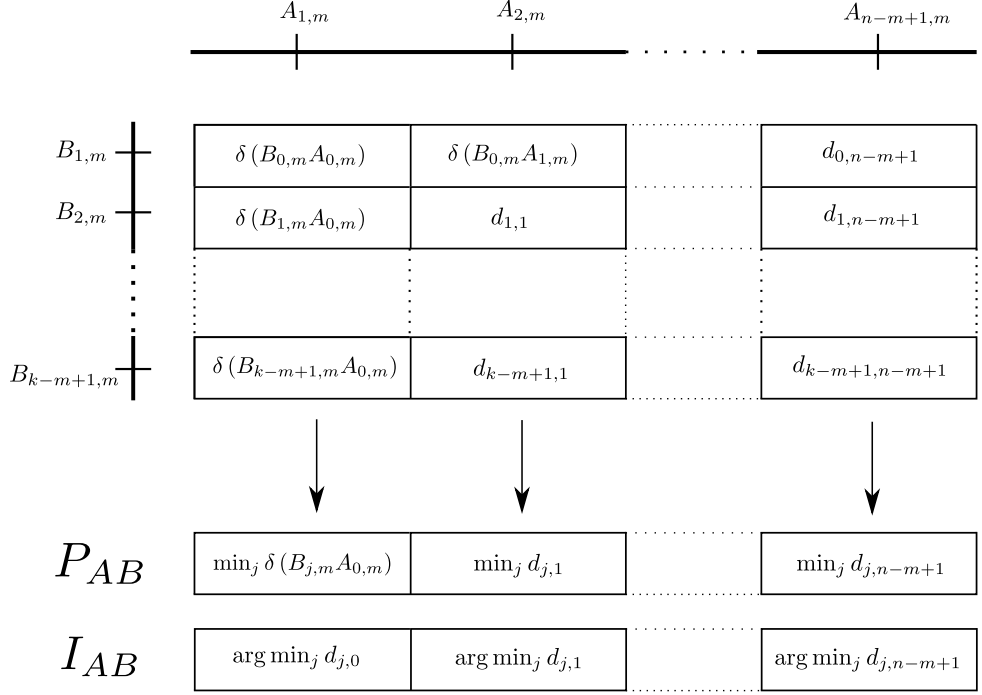 A_{1,m} A_{2,m} A_{n-m+1,m}
B_{1,m} δ(B_{0,m}A_{0,m}) δ(B_{0,m}A_{1,m}) d_{0,n-m+1}
B_{2,m} δ(B_{1,m}A_{0,m}) d_{1,1} d_{1,n-m+1}
B_{k-m+1,m} δ(B_{k-m+1,m}A_{0,m}) d_{k-m+1,1} d_{k-m+1,n-m+1}
P_{AB} min_j δ(B_{j,m}A_{0,m}) min_j d_{j,1} min_j d_{j,n-m+1}
I_{AB} arg min_j d_{j,0} arg min_j d_{j,1} arg min_j d_{j,n-m+1}